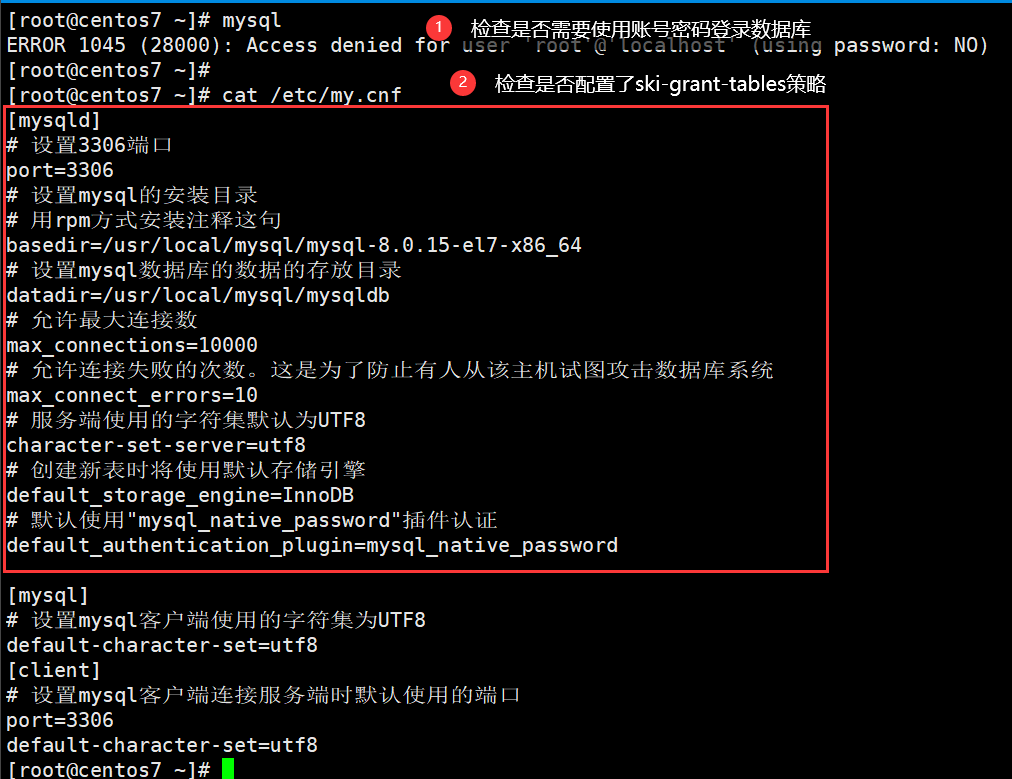 [root@centos7 ~]# mysql
1 检查是否需要使用账号密码登录数据库
ERROR 1045 (28000): Access denied for user 'root'@'localhost' (using password: NO)
[root@centos7 ~]#
2 检查是否配置了ski-grant-tables策略
[root@centos7 ~]# cat /etc/my.cnf
[mysqld]
# 设置3306端口
port=3306
# 设置mysql的安装目录
# 用rpm方式安装注释这句
basedir=/usr/local/mysql/mysql-8.0.15-el7-x86_64
# 设置mysql数据库的数据的存放目录
datadir=/usr/local/mysql/mysqldb
# 允许最大连接数
max_connections=10000
# 允许连接失败的次数。这是为了防止有人从该主机试图攻击数据库系统
max_connect_errors=10
# 服务端使用的字符集默认为UTF8
character-set-server=utf8
# 创建新表时将使用默认存储引擎
default_storage_engine=InnoDB
# 默认使用"mysql_native_password"插件认证
default_authentication_plugin=mysql_native_password
[mysql]
# 设置mysql客户端使用的字符集为UTF8
default-character-set=utf8
[client]
# 设置mysql客户端连接服务端时默认使用的端口
port=3306
default-character-set=utf8
[root@centos7 ~]#